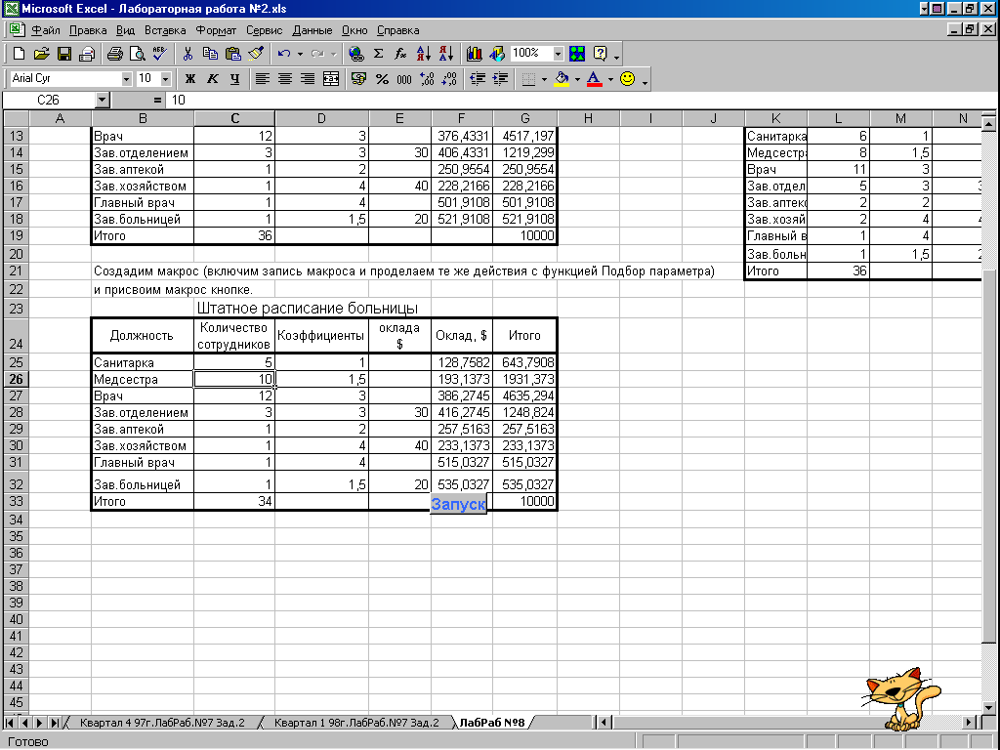 Microsoft Excel - Лабораторная работа №2.xls
Файл Правка Вид Вставка Формат Сервис Данные Окно Справка
100%
Arial Cyr 10 Ж К Ч % 000
C26 = 10
A B C D E F G H I J K L M N
13 Врач 12 3 376,4331 4517,197 Санитарка 6 1
14 Зав.отделением 3 3 30 406,4331 1219,299 Медсестра 8 1,5
15 Зав.аптекой 1 2 250,9554 250,9554 Врач 11 3
16 Зав.хозяйством 1 4 40 228,2166 228,2166 Зав.отдел 5 3
17 Главный врач 1 4 501,9108 501,9108 Зав.аптек 2 2
18 Зав.больницей 1 1,5 20 521,9108 521,9108 Зав.хозяй 2 4
19 Итого 36 10000 Главный в 1 4
20 Зав.больн 1 1,5
21 Создадим макрос (включим запись макроса и проделаем те же действия с функцией Подбор параметра) Итого 36
22 и присвоим макрос кнопке.
23 Штатное расписание больницы
24 Должность Количество сотрудников Коэффициенты оклада $ Оклад, $ Итого
25 Санитарка 5 1 128,7582 643,7908
26 Медсестра 10 1,5 193,1373 1931,373
27 Врач 12 3 386,2745 4635,294
28 Зав.отделением 3 3 30 416,2745 1248,824
29 Зав.аптекой 1 2 257,5163 257,5163
30 Зав.хозяйством 1 4 40 233,1373 233,1373
31 Главный врач 1 4 515,0327 515,0327
32 Зав.больницей 1 1,5 20 535,0327 535,0327
33 Итого 34 Запуск 10000
34
35
36
37
38
39
40
41
42
43
44
45
Квартал 4 97г.ЛабРаб.№7 Зад.2 Квартал 1 98г.ЛабРаб.№7 Зад.2 ЛабРаб №8
Готово